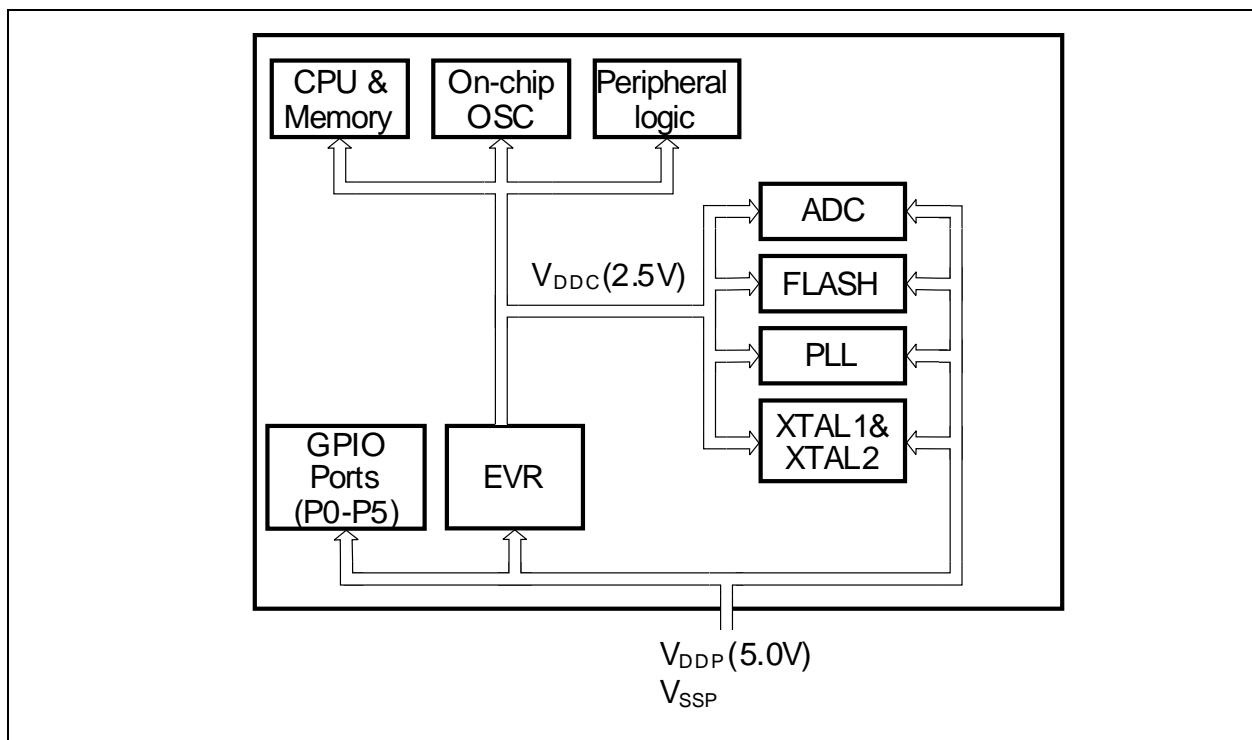 CPU &
Memory
On-chip
OSC
Peripheral
logic
ADC
VDDC (2.5V)
FLASH
PLL
XTAL1&
XTAL2
GPIO
Ports
(P0-P5)
EVR
VDDP (5.0V)
VSSP